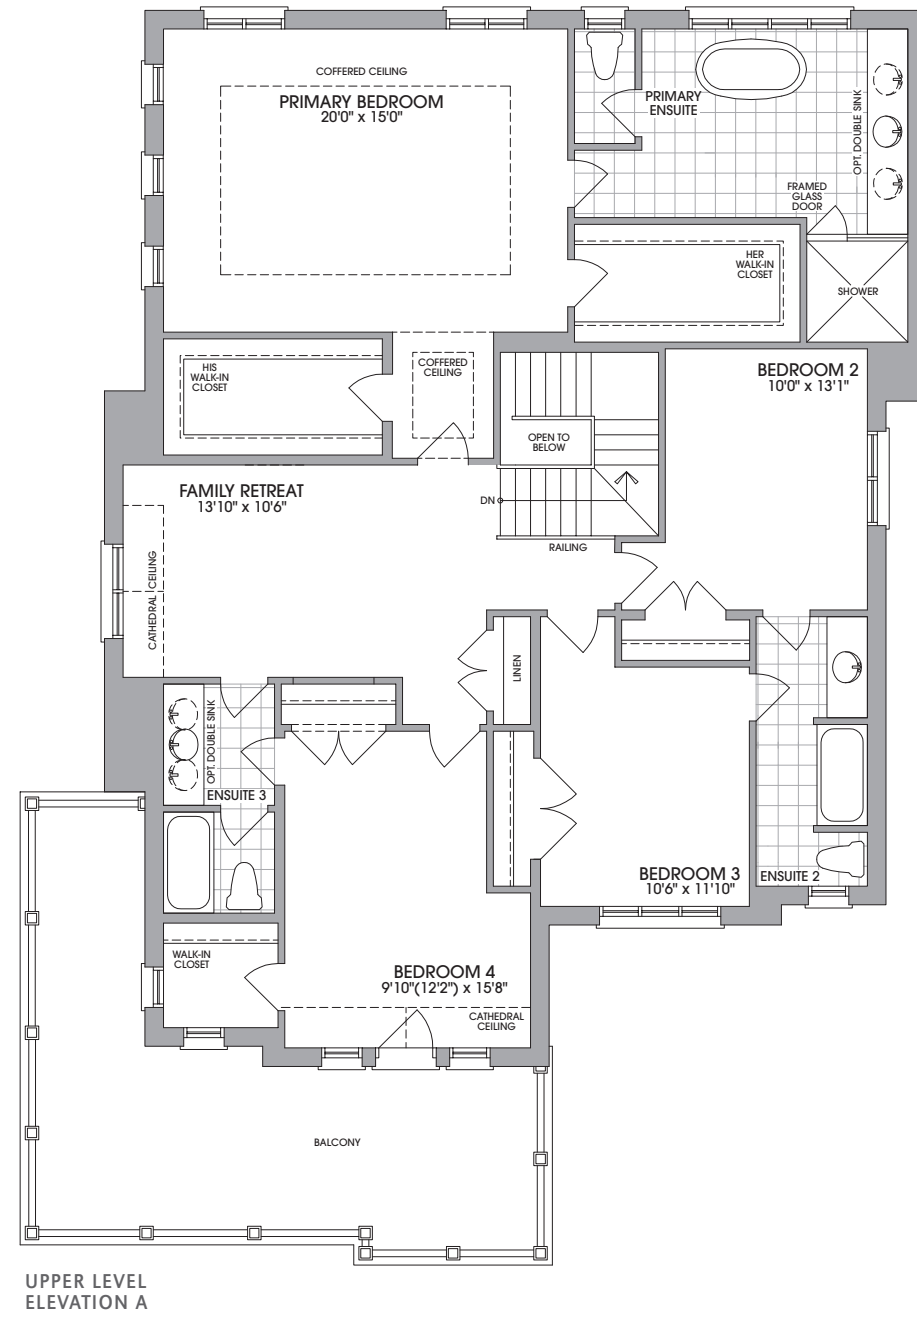 COFFERED CEILING
PRIMARY BEDROOM
20'0" x 15'0"
PRIMARY
ENSUITE
OPT. DOUBLE SINK
FRAMED
GLASS
DOOR
HER
WALK-IN
CLOSET
SHOWER
HIS
WALK-IN
CLOSET
COFFERED
CEILING
BEDROOM 2
10'0" x 13'1"
OPEN TO
BELOW
FAMILY RETREAT
13'10" x 10'6"
DN
RAILING
CATHEDRAL CEILING
LINEN
OPT. DOUBLE SINK
ENSUITE 3
BEDROOM 3
10'6" x 11'10"
ENSUITE 2
WALK-IN
CLOSET
BEDROOM 4
9'10"(12'2") x 15'8"
CATHEDRAL
CEILING
BALCONY
UPPER LEVEL
ELEVATION A